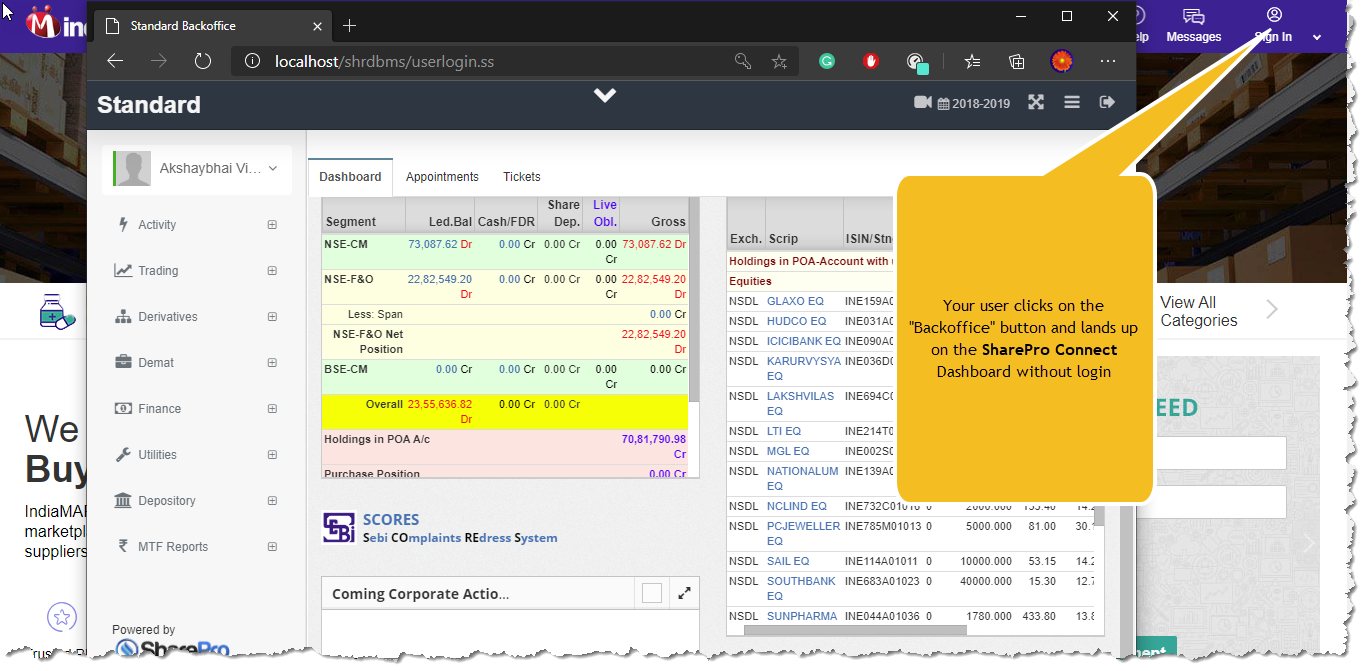 Standard Backoffice
Messages
Sign In
localhost/shrdbms/userlogin.ss
Standard
2018-2019
Akshaybhai Vi...
Activity
Trading
Derivatives
Demat
Finance
Utilities
Depository
MTF Reports
Powered by
SharePro
Dashboard Appointments Tickets
Segment Led.Bal Cash/FDR Share Dep. Live Obl. Gross
NSE-CM 73,087.62 Dr 0.00 Cr 0.00 Cr 0.00 Cr 73,087.62 Dr
NSE-F&O 22,82,549.20 Dr 0.00 Cr 0.00 Cr 0.00 Cr 22,82,549.20 Dr
Less: Span 0.00 Cr
NSE-F&O Net Position 22,82,549.20 Dr
BSE-CM 0.00 Cr 0.00 Cr 0.00 Cr 0.00 Cr 0.00 Cr
Overall 23,55,636.82 Dr 0.00 Cr 0.00 Cr
Holdings in POA A/c 70,81,790.98 Cr
Purchase Position 0.00 Cr
SEBI
SCORES
Sebi COmplaints REdress System
Coming Corporate Actio...
Exch. Scrip ISIN/Stn
Holdings in POA-Account with
Equities
NSDL GLAXO EQ INE159A0
NSDL HUDCO EQ INE031A0
NSDL ICICIBANK EQ INE090A0
NSDL KARURVYSYA EQ INE036D0
NSDL LAKSHVILAS EQ INE694C0
NSDL LTI EQ INE214T0
NSDL MGL EQ INE002S0
NSDL NATIONALUM EQ INE139A0
NSDL NCLIND EQ INE732C01016 0 2000.000 133.40 14.2
NSDL PCJEWELLER EQ INE785M01013 0 5000.000 81.00 30.
NSDL SAIL EQ INE114A01011 0 10000.000 53.15 14.2
NSDL SOUTHBANK EQ INE683A01023 0 40000.000 15.30 12.7
NSDL SUNPHARMA INE044A01036 0 1780.000 433.80 13.8
Your user clicks on the
"Backoffice" button and lands up
on the SharePro Connect
Dashboard without login
View All
Categories
EED
We
Buy
IndiaMA
marketpl
suppliers